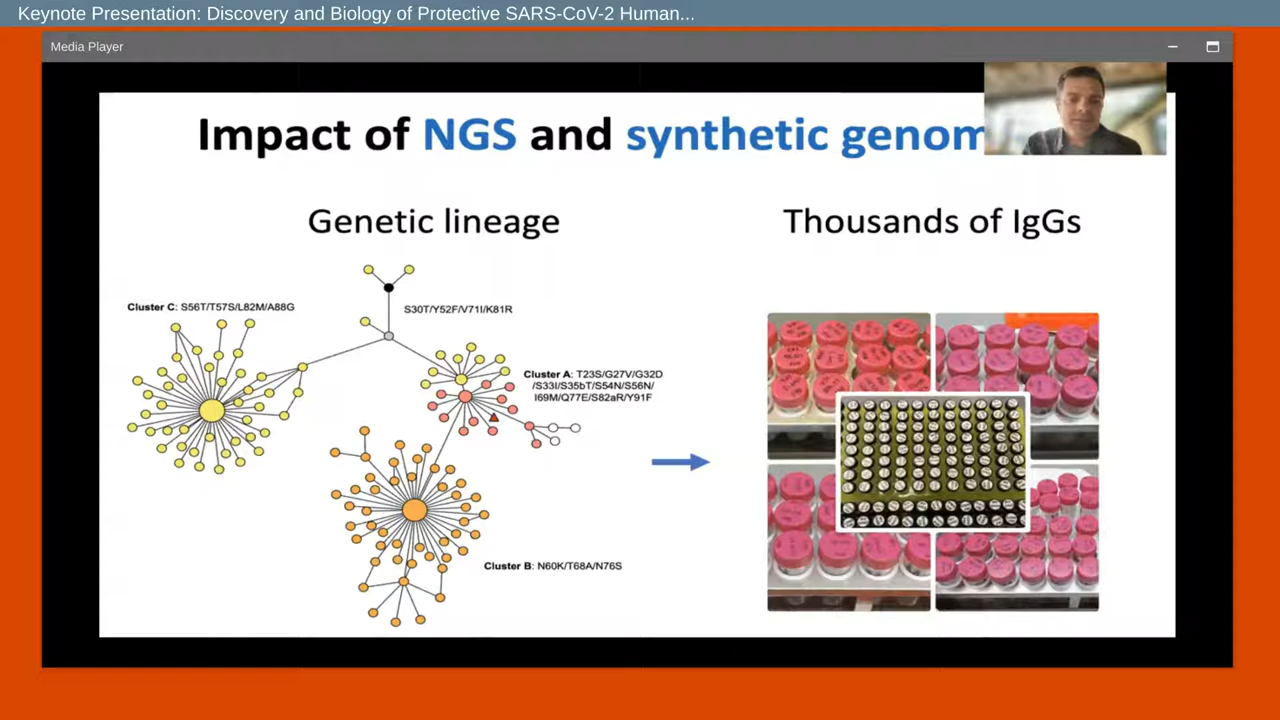 Keynote Presentation: Discovery and Biology of Protective SARS-CoV-2 Human...
Media Player
Impact of NGS and synthetic genom
Genetic lineage
Thousands of IgGs
Cluster C: S56T/T57S/L82M/A88G
S30T/Y52F/V71I/K81R
Cluster A: T23S/G27V/G32D
/S33I/S35bT/S54N/S56N/
I69M/Q77E/S82aR/Y91F
Cluster B: N60K/T68A/N76S